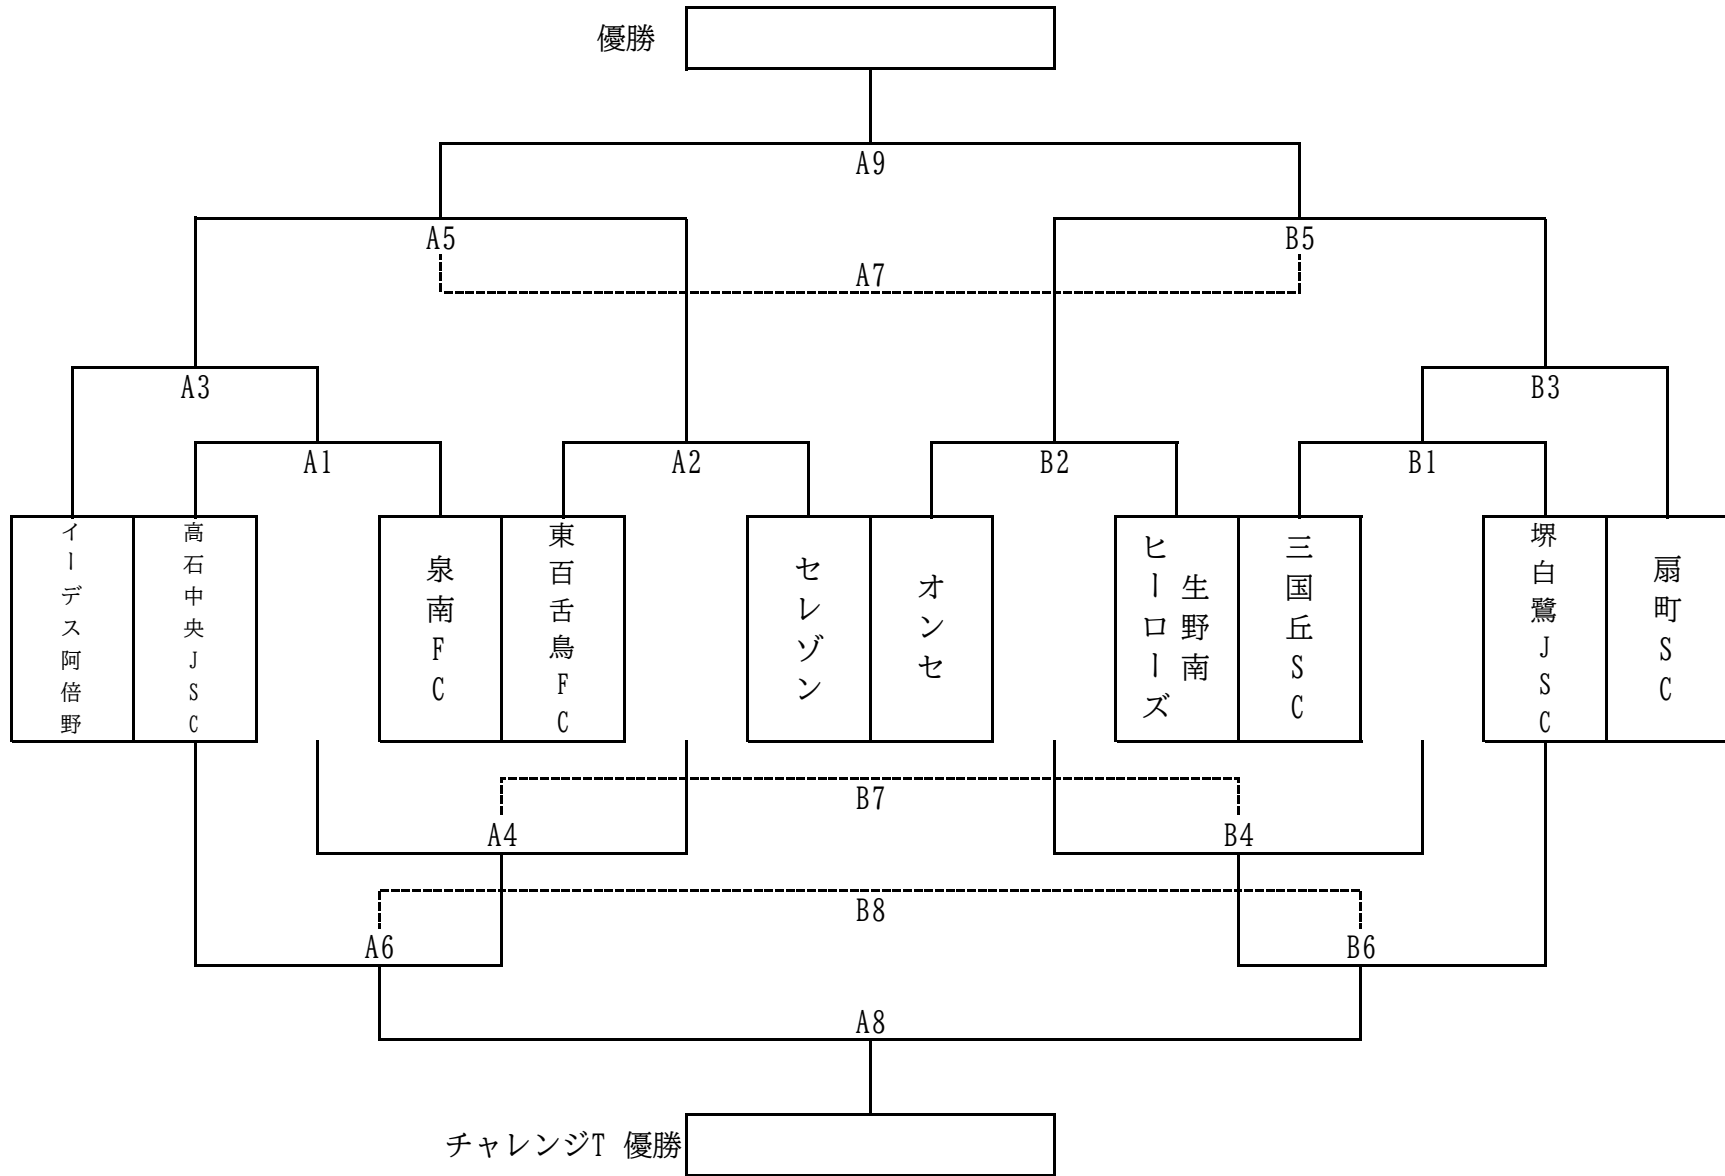 優勝
A9
A5
B5
A7
A3
B3
A1
A2
B2
B1
イーデス阿倍野
高石中央JSC
泉南FC
東百舌鳥FC
セレゾン
オンセ
生野南
ヒーローズ
三国丘SC
堺白鷺JSC
扇町SC
B7
A4
B4
B8
A6
B6
A8
チャレンジT 優勝